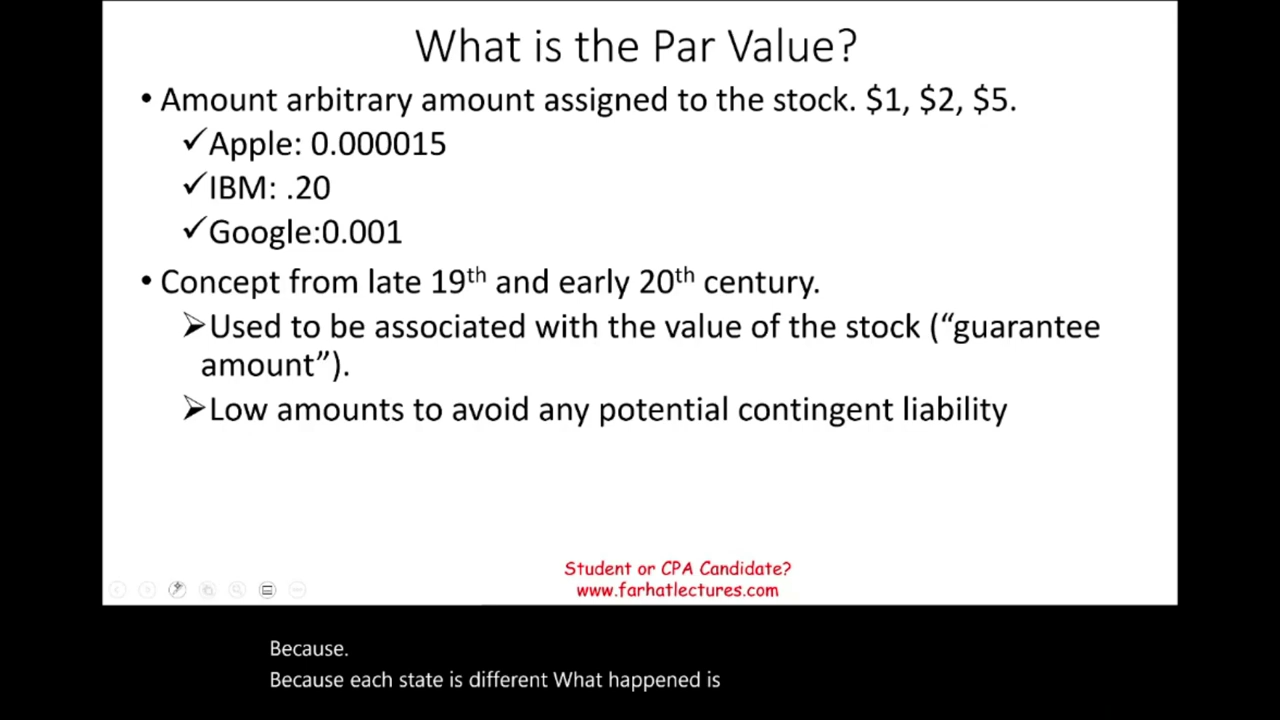 What is the Par Value?
• Amount arbitrary amount assigned to the stock. $1, $2, $5.
✓Apple: 0.000015
✓IBM: .20
✓Google:0.001
• Concept from late 19th and early 20th century.
➢Used to be associated with the value of the stock (“guarantee
amount”).
➢Low amounts to avoid any potential contingent liability
Student or CPA Candidate?
www.farhatlectures.com
Because.
Because each state is different What happened is